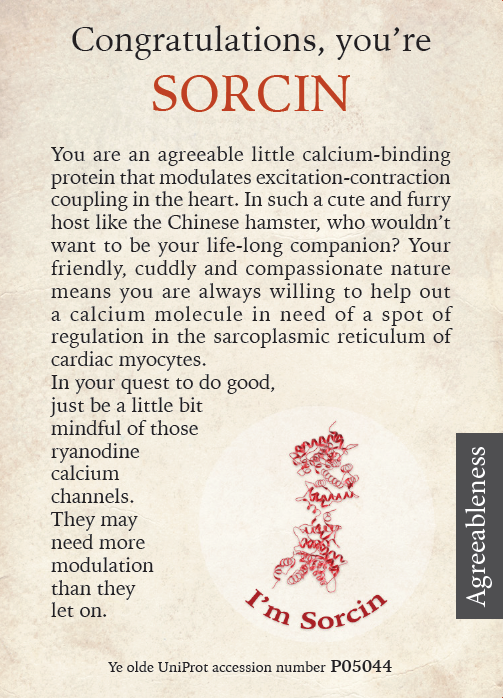 Congratulations, you're
SORCIN
You are an agreeable little calcium-binding
protein that modulates excitation-contraction
coupling in the heart. In such a cute and furry
host like the Chinese hamster, who wouldn't
want to be your life-long companion? Your
friendly, cuddly and compassionate nature
means you are always willing to help out
a calcium molecule in need of a spot of
regulation in the sarcoplasmic reticulum of
cardiac myocytes.
In your quest to do good,
just be a little bit
mindful of those
ryanodine
calcium
channels.
They may
need more
modulation
than they
let on.
I'm Sorcin
Agreeableness
Ye olde UniProt accession number P05044